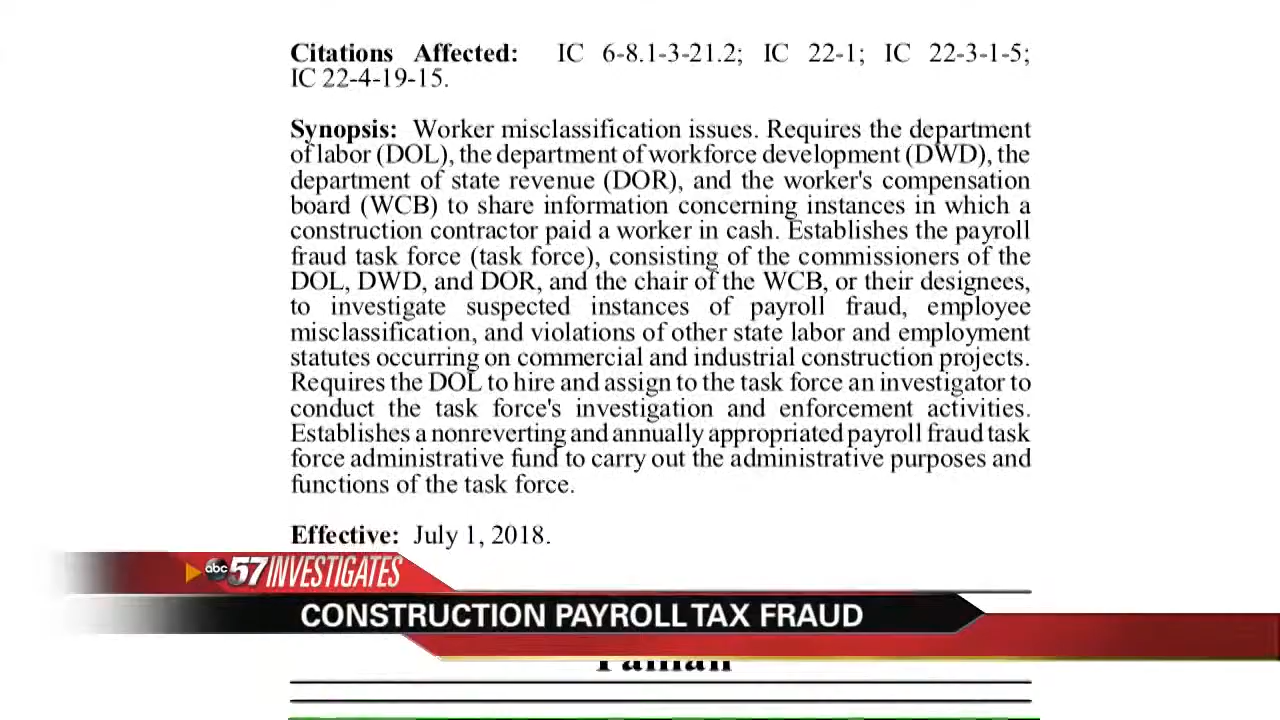 Citations Affected: IC 6-8.1-3-21.2; IC 22-1; IC 22-3-1-5;
IC 22-4-19-15.
Synopsis: Worker misclassification issues. Requires the department
of labor (DOL), the department of workforce development (DWD), the
department of state revenue (DOR), and the worker's compensation
board (WCB) to share information concerning instances in which a
construction contractor paid a worker in cash. Establishes the payroll
fraud task force (task force), consisting of the commissioners of the
DOL, DWD, and DOR, and the chair of the WCB, or their designees,
to investigate suspected instances of payroll fraud, employee
misclassification, and violations of other state labor and employment
statutes occurring on commercial and industrial construction projects.
Requires the DOL to hire and assign to the task force an investigator to
conduct the task force's investigation and enforcement activities.
Establishes a nonreverting and annually appropriated payroll fraud task
force administrative fund to carry out the administrative purposes and
functions of the task force.
Effective: July 1, 2018.
abc 57 INVESTIGATES
CONSTRUCTION PAYROLL TAX FRAUD